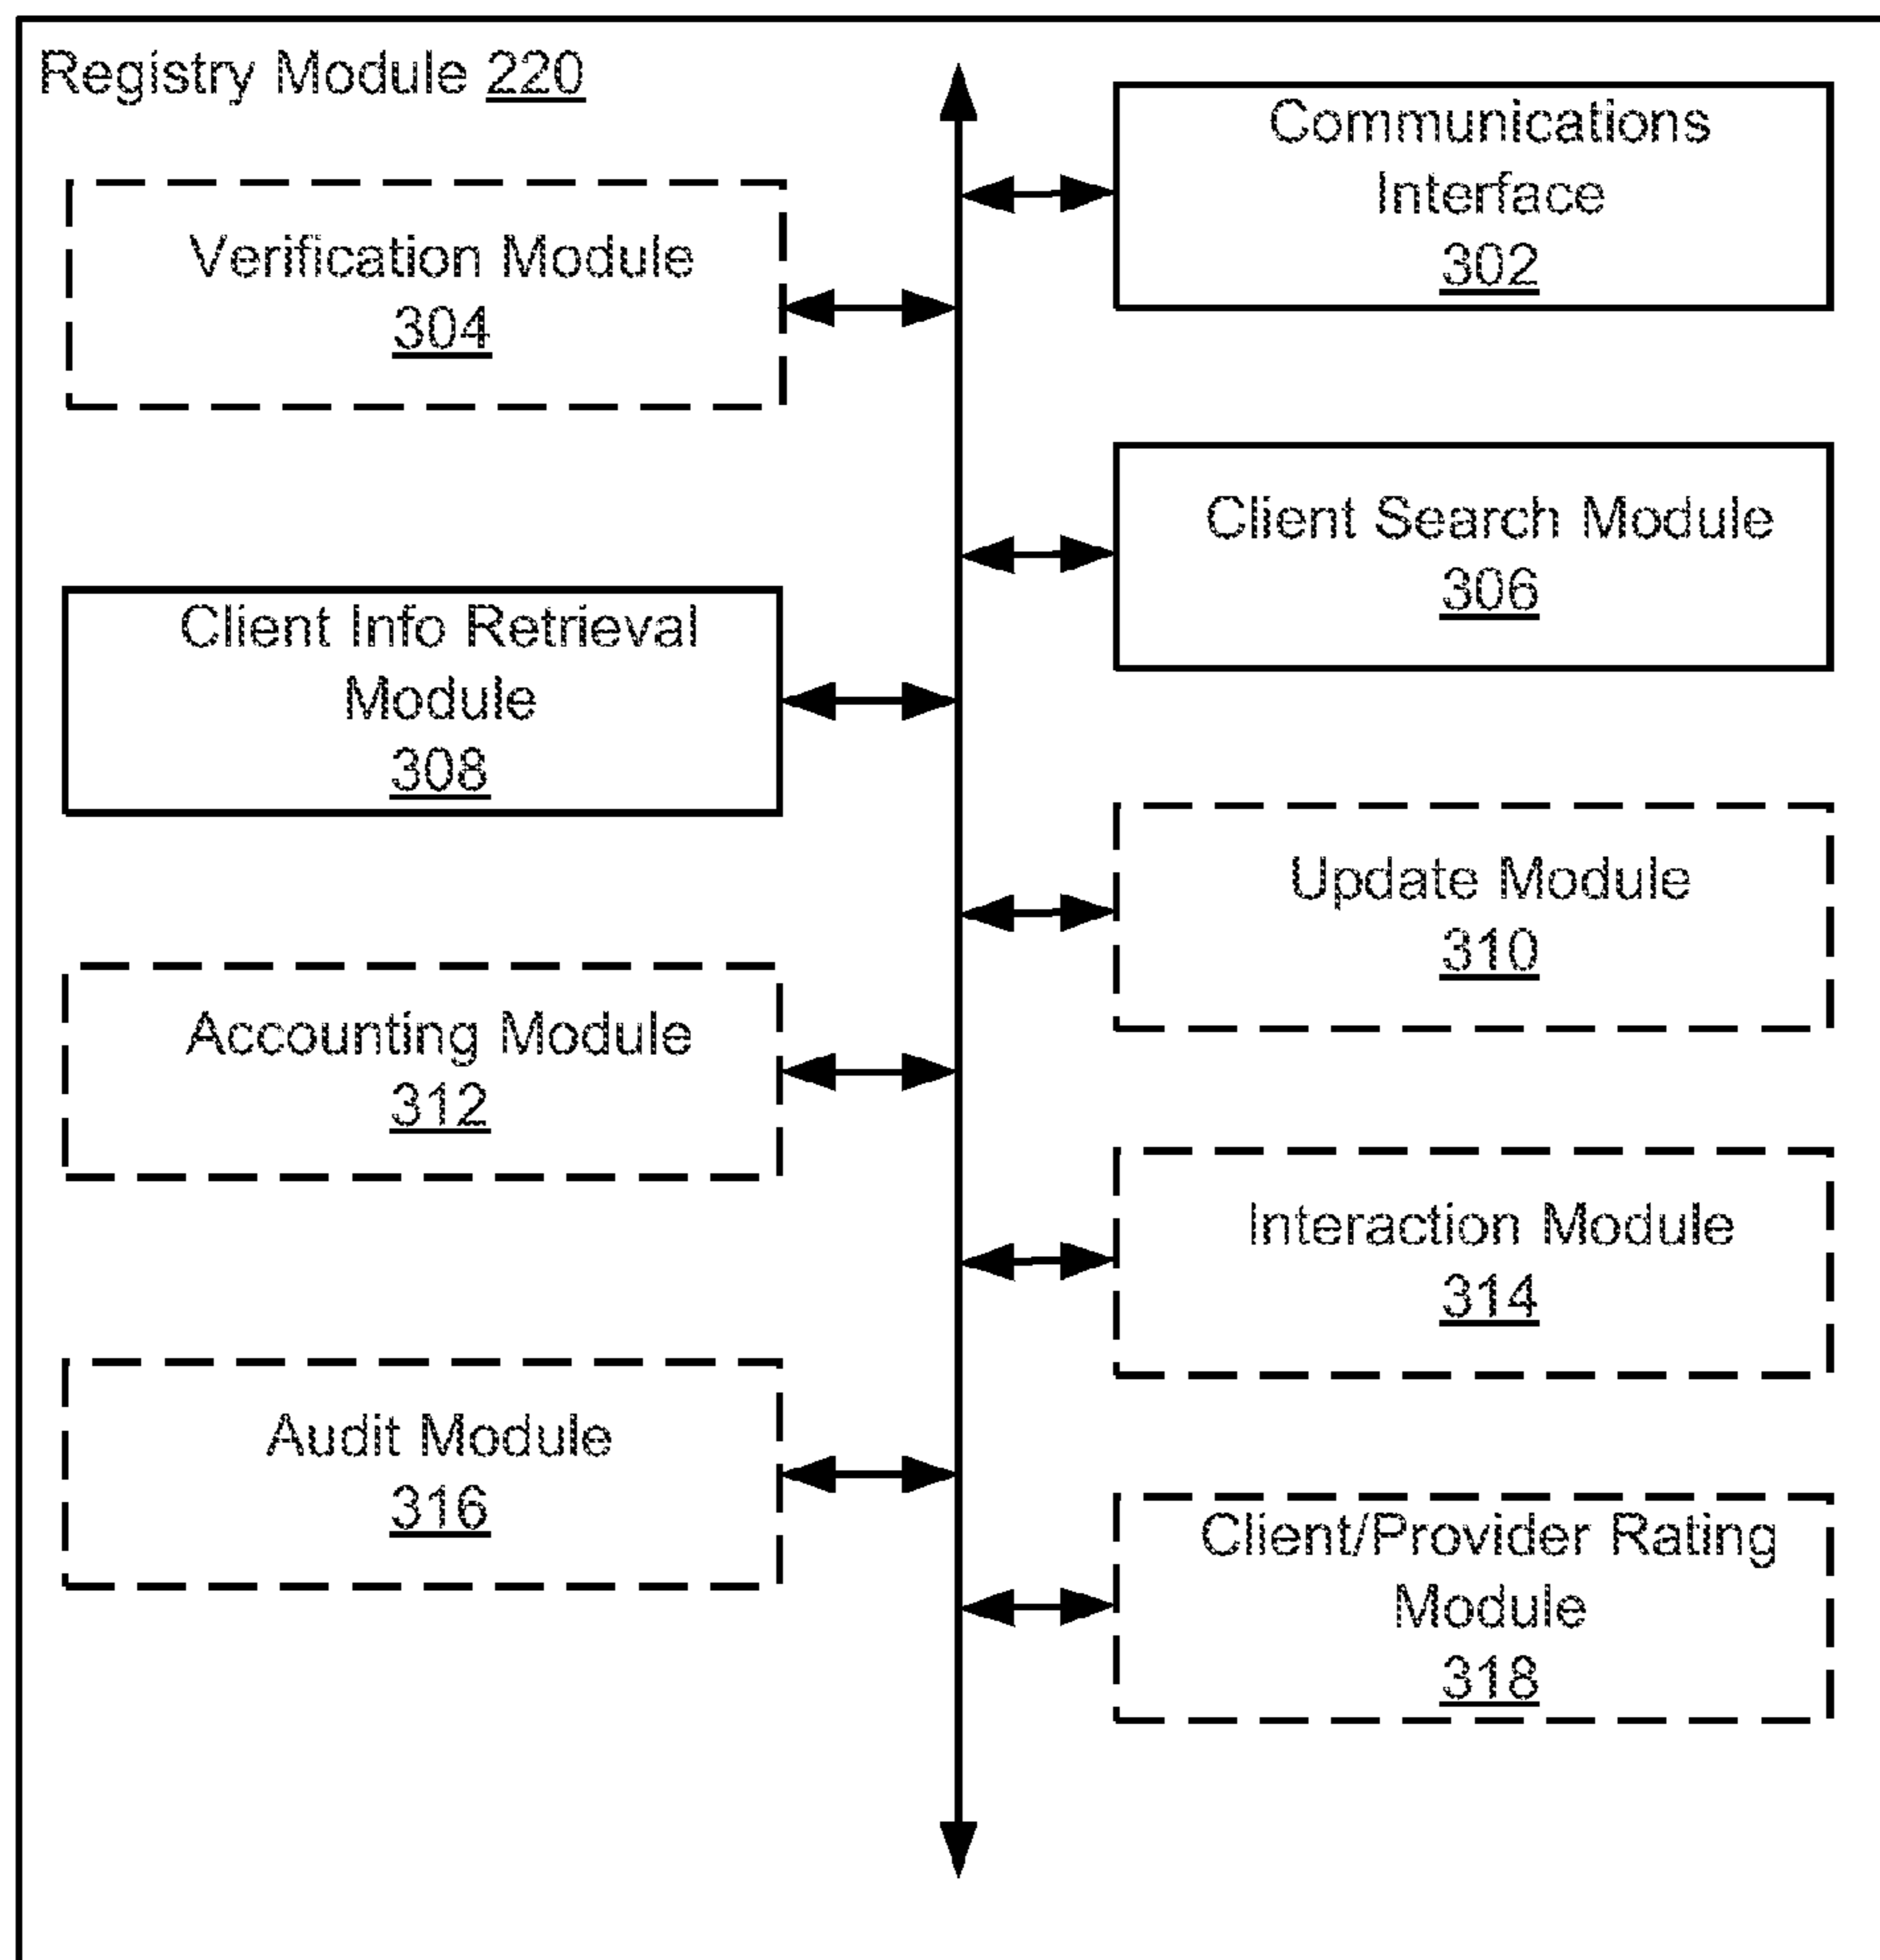 Registry Module 220
Communications
Interface
302
Verification Module
304
Client Search Module
306
Client Info Retrieval
Module
308
Update Module
310
Accounting Module
312
Interaction Module
314
Audit Module
316
Client/Provider Rating
Module
318